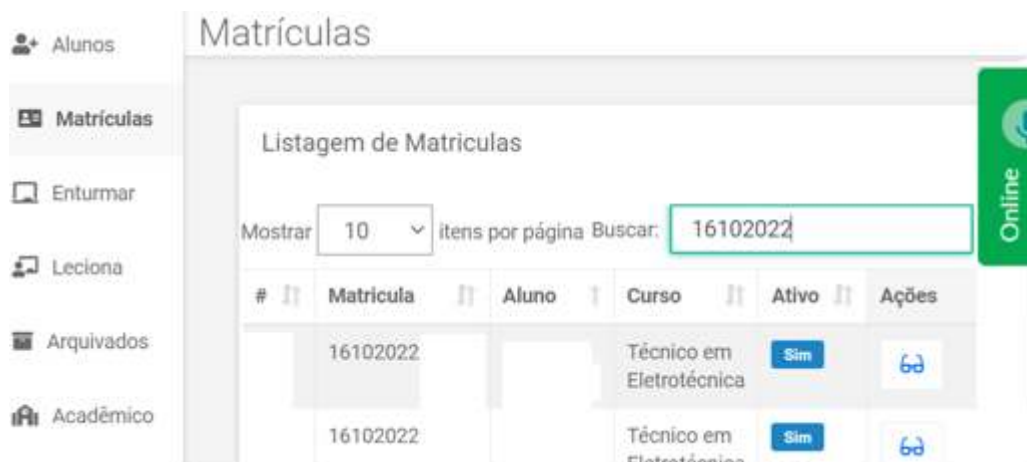 Alunos
Matrículas
Enturmar
Leciona
Arquivados
Acadêmico
Matrículas
Listagem de Matriculas
Mostrar 10 itens por página Buscar: 16102022
# Matricula Aluno Curso Ativo Ações
16102022 Técnico em Sim
Eletrotécnica
16102022 Técnico em Sim
Eletrotécnica
Online